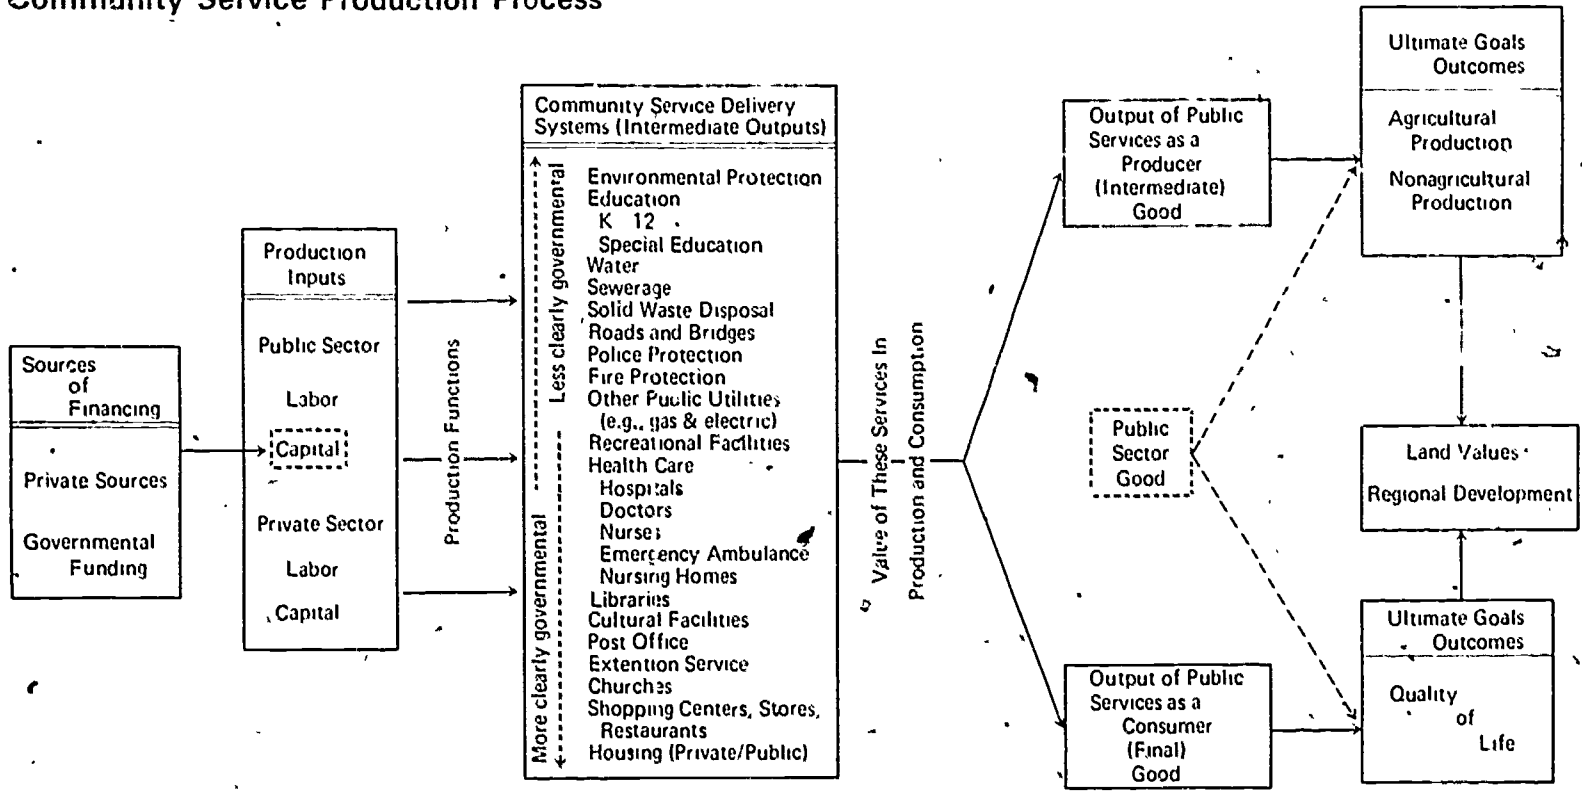 Community Service Production Process
Sources
of
Financing
Private Sources
Governmental
Funding
Production
Inputs
Public Sector
Labor
Capital
Private Sector
Labor
Capital
Production Functions
Community Service Delivery
Systems (Intermediate Outputs)
Less clearly governmental
More clearly governmental
Environmental Protection
Education
K 12
Special Education
Water
Sewerage
Solid Waste Disposal
Roads and Bridges
Police Protection
Fire Protection
Other Public Utilities
(e.g., gas & electric)
Recreational Facilities
Health Care
Hospitals
Doctors
Nurses
Emergency Ambulance
Nursing Homes
Libraries
Cultural Facilities
Post Office
Extention Service
Churches
Shopping Centers, Stores,
Restaurants
Housing (Private/Public)
Value of These Services In
Production and Consumption
Output of Public
Services as a
Producer
(Intermediate)
Good
Public
Sector
Good
Output of Public
Services as a
Consumer
(Final)
Good
Ultimate Goals
Outcomes
Agricultural
Production
Nonagricultural
Production
Land Values
Regional Development
Ultimate Goals
Outcomes
Quality
of
Life